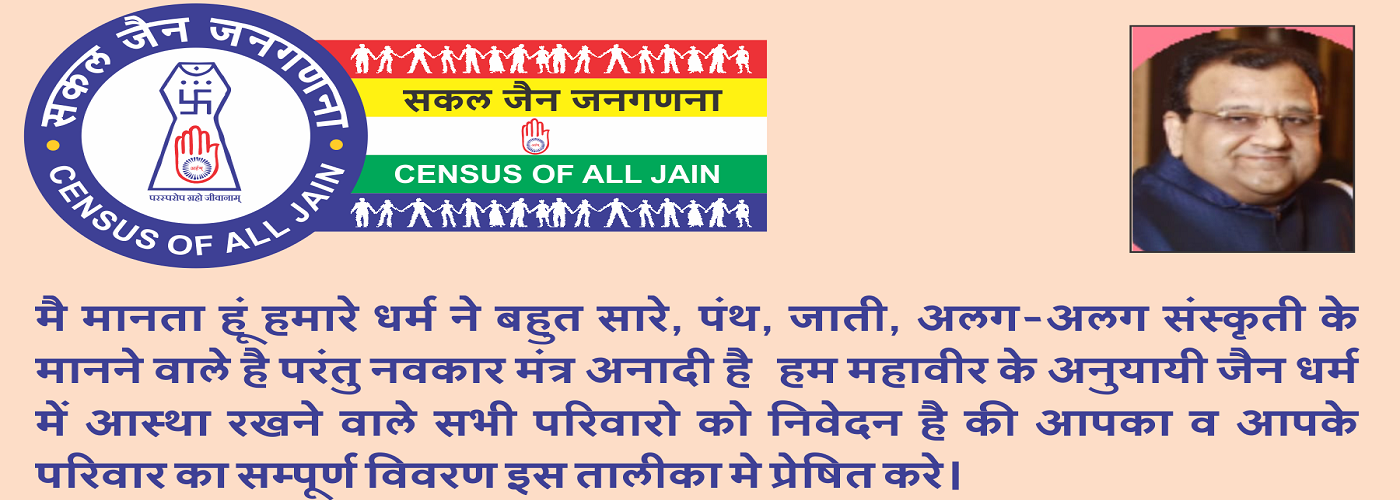 सकल जैन जनगणना
परस्परोप ग्रहो जीवानाम्
CENSUS OF ALL JAIN
सकल जैन जनगणना
CENSUS OF ALL JAIN
मै मानता हूं हमारे धर्म ने बहुत सारे, पंथ, जाती, अलग-अलग संस्कृती के
मानने वाले है परंतु नवकार मंत्र अनादी है हम महावीर के अनुयायी जैन धर्म
में आस्था रखने वाले सभी परिवारो को निवेदन है की आपका व आपके
परिवार का सम्पूर्ण विवरण इस तालीका मे प्रेषित करे।